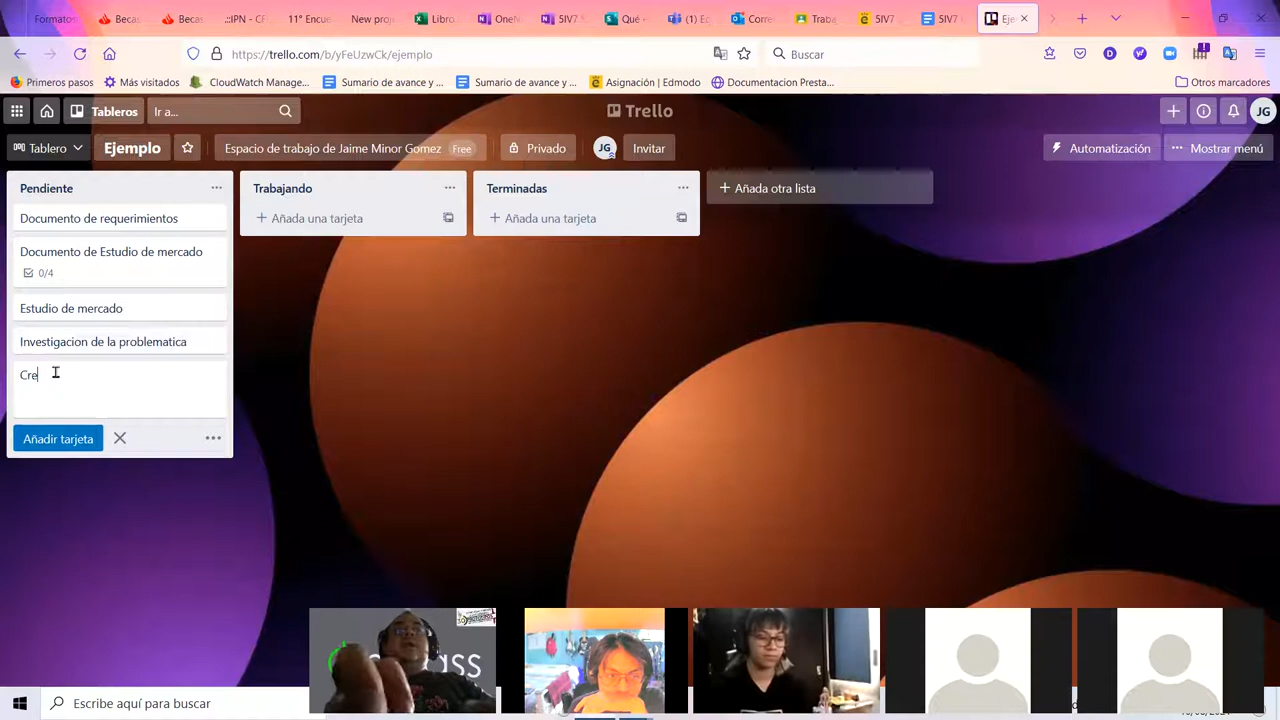 Formatos
Becas
Becas
.::IPN - CF
11° Encue
New proj
Libro.
OneN
5IV7
Qué
(1) Eq
Corre
Traba
5IV7
5IV7
Eje
https://trello.com/b/yFeUzwCk/ejemplo
Buscar
Primeros pasos
Más visitados
CloudWatch Manage...
Sumario de avance y ...
Sumario de avance y ...
Asignación | Edmodo
Documentacion Presta...
Otros marcadores
Tableros
Ir a...
Trello
JG
Tablero
Ejemplo
Espacio de trabajo de Jaime Minor Gomez Free
Privado
JG
Invitar
Automatización
Mostrar menú
Pendiente
Documento de requerimientos
Documento de Estudio de mercado
0/4
Estudio de mercado
Investigacion de la problematica
Cre
Añadir tarjeta
Trabajando
+ Añada una tarjeta
Terminadas
+ Añada una tarjeta
+ Añada otra lista
Escribe aquí para buscar